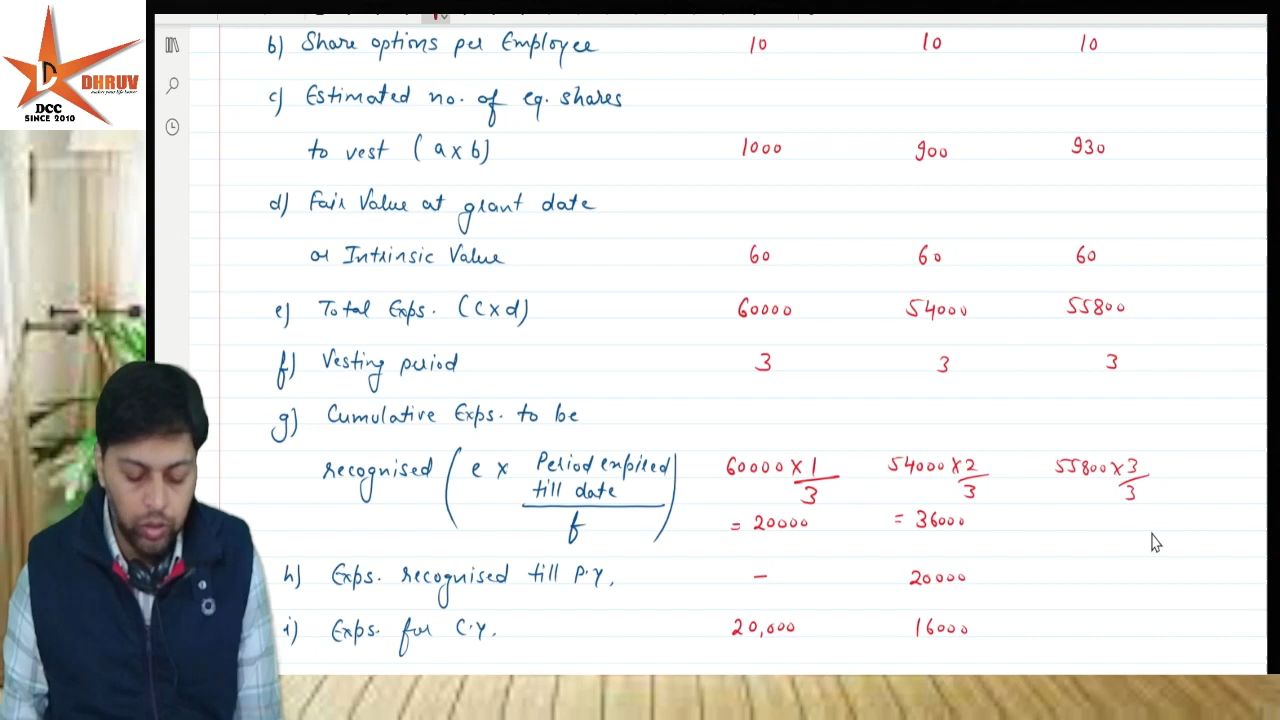 DHRUV
DCC
SINCE 2010
b) Share options per Employee 10 10 10
c) Estimated no. of eq. shares
to vest (a x b) 1000 900 930
d) Fair Value at grant date
or Intrinsic Value 60 60 60
e) Total Exps. (c x d) 60000 54000 55800
f) Vesting period 3 3 3
g) Cumulative Exps. to be
recognised ( e x Period expired till date / f ) 60000 x 1/3 54000 x 2/3 55800 x 3/3
= 20000 = 36000
h) Exps. recognised till P.Y. – 20000
i) Exps. for C.Y. 20,000 16000